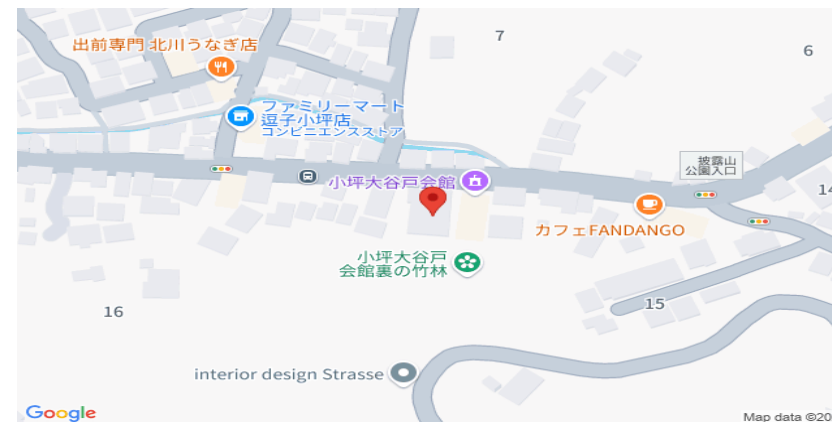 7
6
出前専門 北川うなぎ店
ファミリーマート
逗子小坪店
コンビニエンスストア
披露山
公園入口
小坪大谷戸会館
14
カフェFANDANGO
小坪大谷戸
会館裏の竹林
16
15
interior design Strasse
Google
Map data ©20